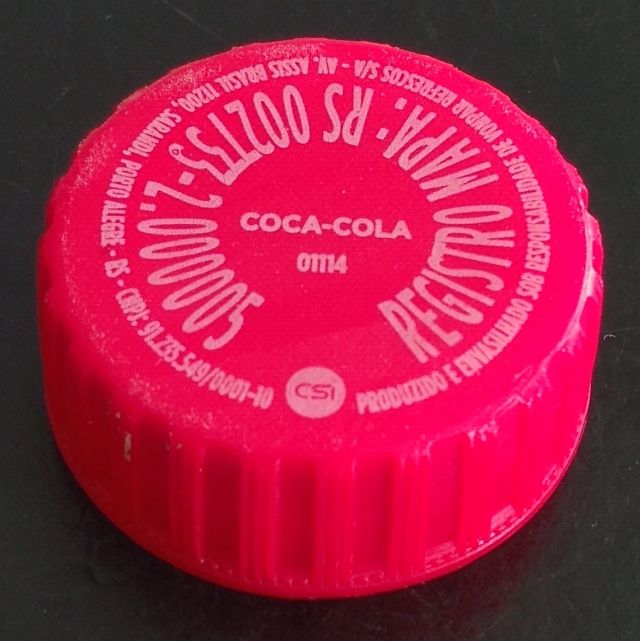 COCA-COLA
01114
REGISTRO MAPA: RS 002753-2.000005
PRODUZIDO E ENVASILHADO SOB RESPONSABILIDADE DE VONPAR REFRESCOS S/A - AV. ASSIS BRASIL 11200, SARANDI, PORTO ALEGRE - RS - CNPJ: 91.235.549/0001-10
CSI